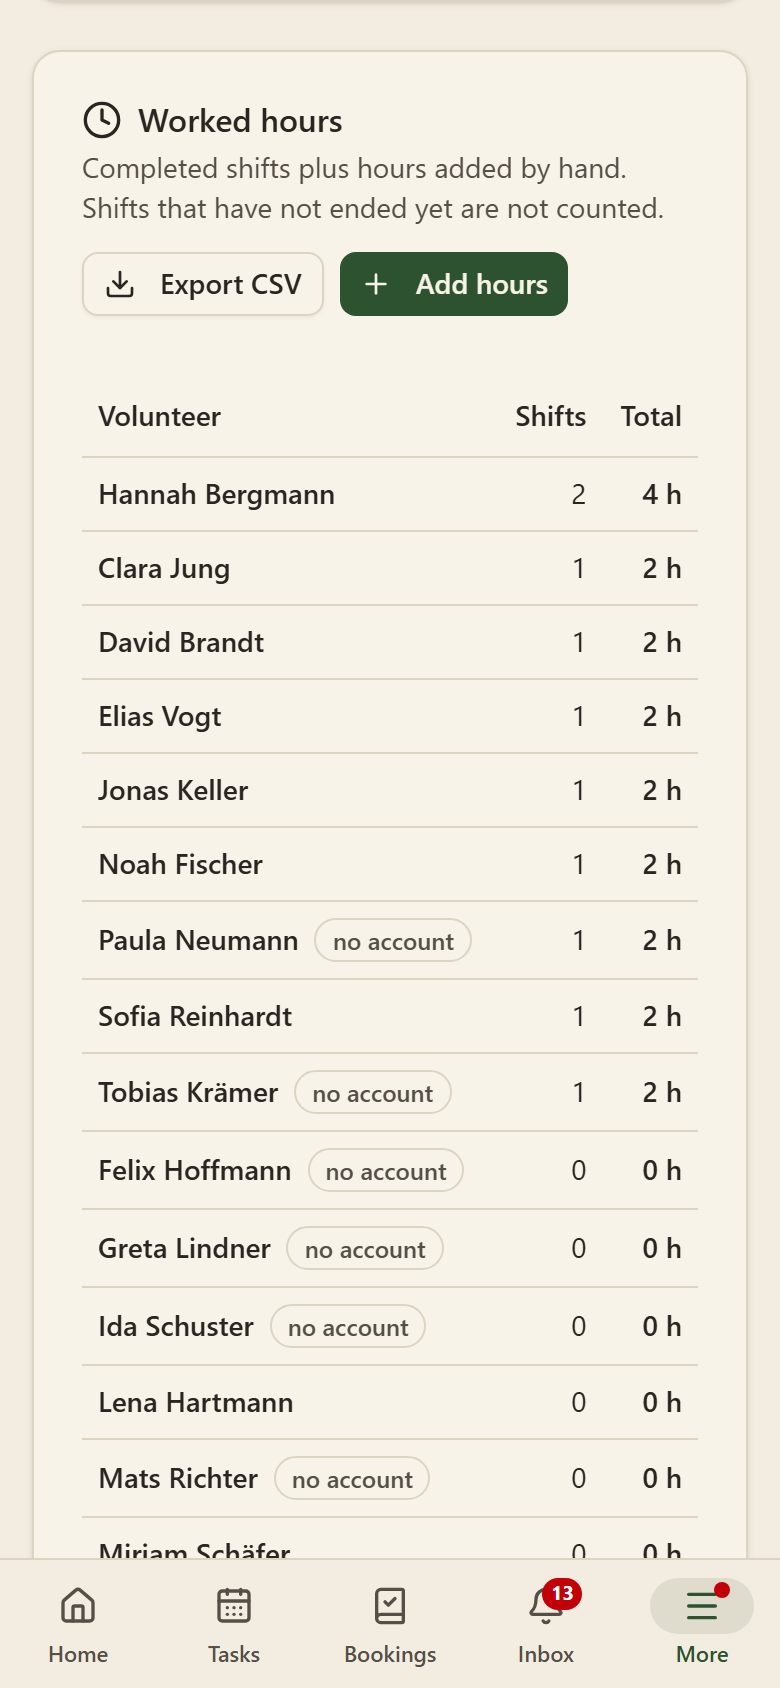 Worked hours
Completed shifts plus hours added by hand.
Shifts that have not ended yet are not counted.
Export CSV Add hours
Volunteer Shifts Total
Hannah Bergmann 2 4 h
Clara Jung 1 2 h
David Brandt 1 2 h
Elias Vogt 1 2 h
Jonas Keller 1 2 h
Noah Fischer 1 2 h
Paula Neumann no account 1 2 h
Sofia Reinhardt 1 2 h
Tobias Krämer no account 1 2 h
Felix Hoffmann no account 0 0 h
Greta Lindner no account 0 0 h
Ida Schuster no account 0 0 h
Lena Hartmann 0 0 h
Mats Richter no account 0 0 h
Miriam Schäfer 0 0 h
13
Home Tasks Bookings Inbox More